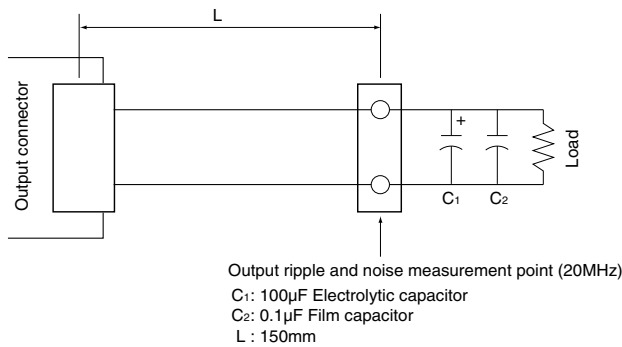 L
Output connector
+
Load
C1
C2
Output ripple and noise measurement point (20MHz)
C1: 100µF Electrolytic capacitor
C2: 0.1µF Film capacitor
L : 150mm